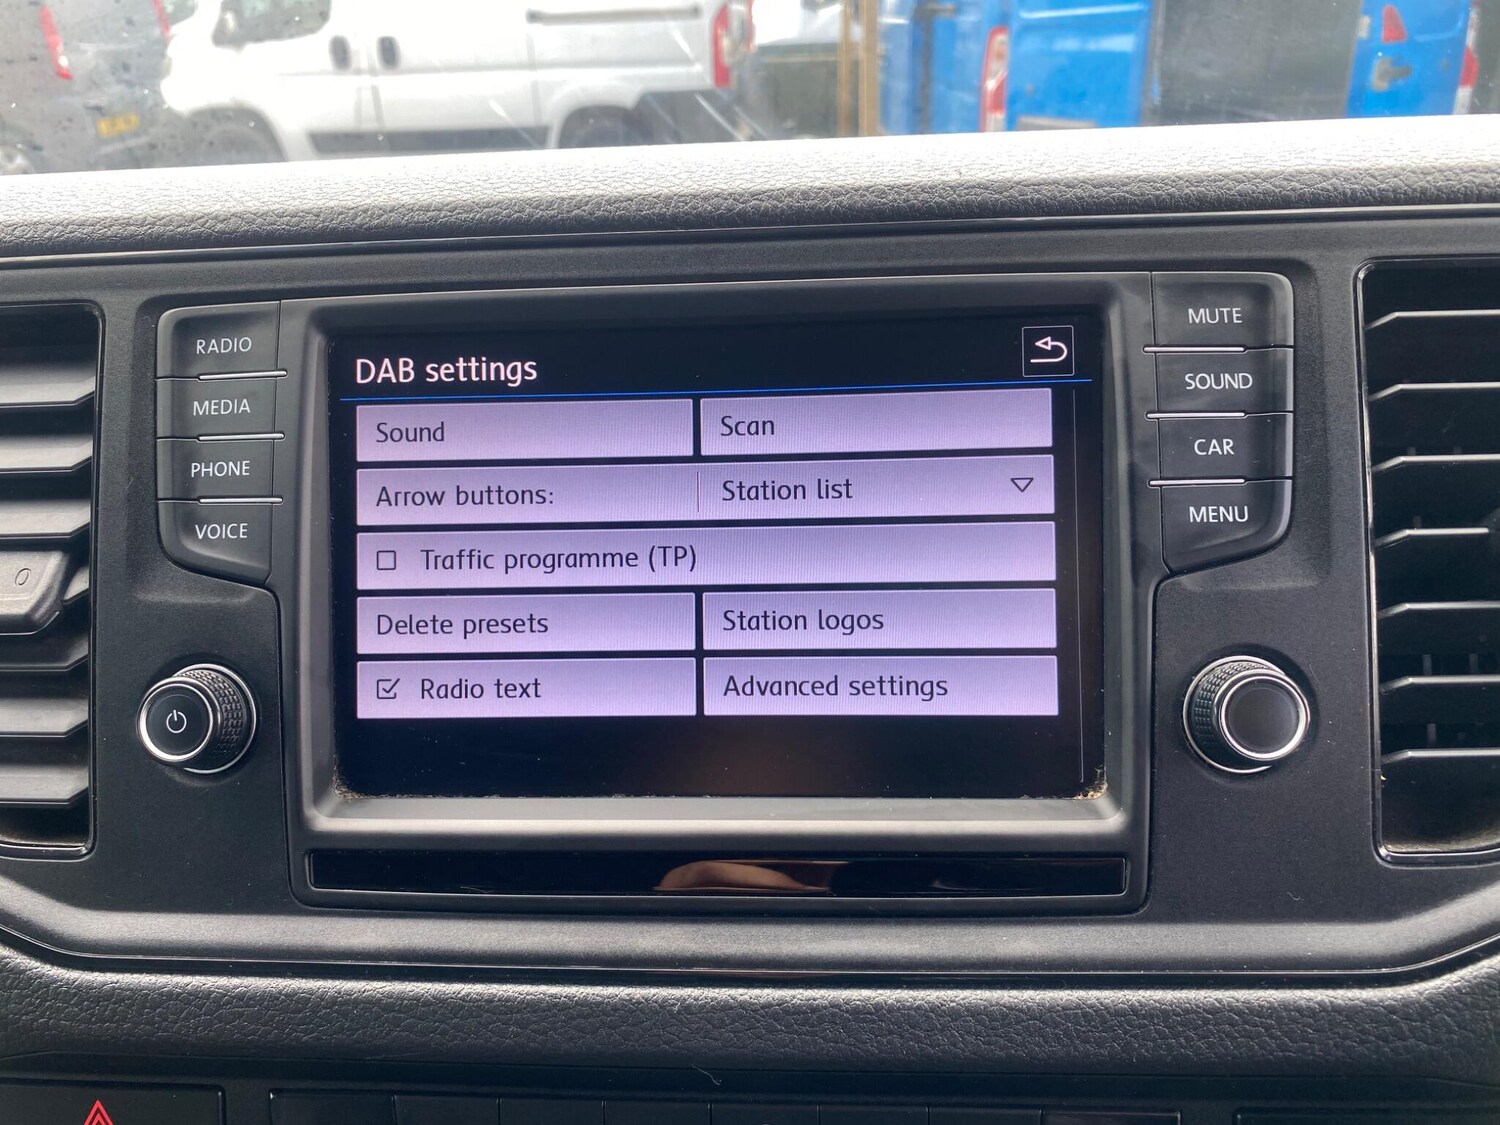 RADIO
MEDIA
PHONE
VOICE
DAB settings
Sound
Scan
Arrow buttons:
Station list
Traffic programme (TP)
Delete presets
Station logos
Radio text
Advanced settings
MUTE
SOUND
CAR
MENU
0